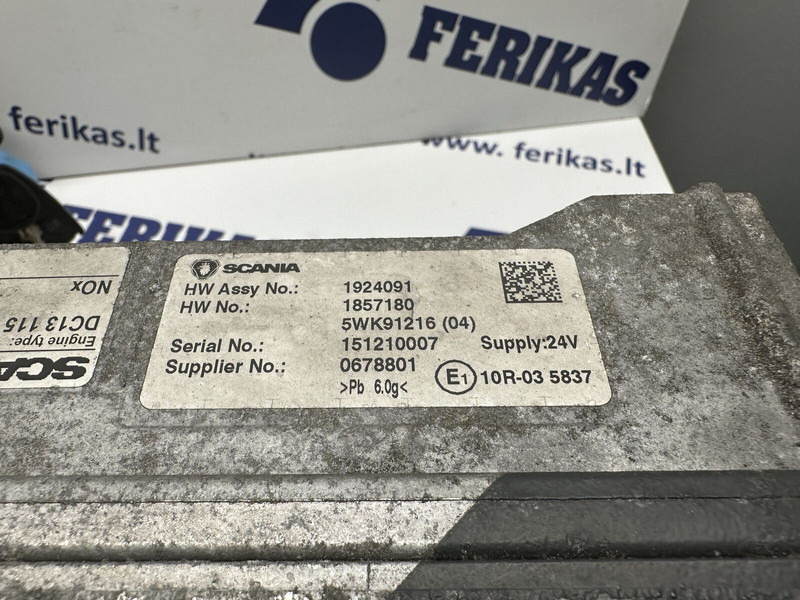 FERIKAS
ferikas.lt
www. ferikas.lt
FERIKAS
SCANIA
HW Assy No.: 1924091
HW No.: 1857180
5WK91216 (04)
Serial No.: 151210007 Supply:24V
Supplier No.: 0678801
>Pb 6.0g< E1 10R-03 5837
SCA
Engine type:
DC13 115
NOx